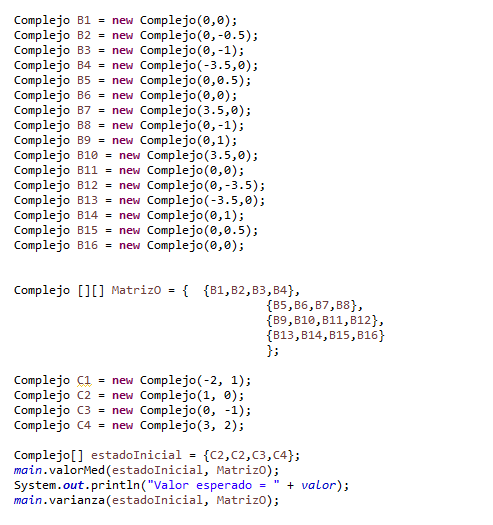 Complejo B1 = new Complejo(0,0);
Complejo B2 = new Complejo(0,-0.5);
Complejo B3 = new Complejo(0,-1);
Complejo B4 = new Complejo(-3.5,0);
Complejo B5 = new Complejo(0,0.5);
Complejo B6 = new Complejo(0,0);
Complejo B7 = new Complejo(3.5,0);
Complejo B8 = new Complejo(0,-1);
Complejo B9 = new Complejo(0,1);
Complejo B10 = new Complejo(3.5,0);
Complejo B11 = new Complejo(0,0);
Complejo B12 = new Complejo(0,-3.5);
Complejo B13 = new Complejo(-3.5,0);
Complejo B14 = new Complejo(0,1);
Complejo B15 = new Complejo(0,0.5);
Complejo B16 = new Complejo(0,0);
Complejo [][] MatrizO = { {B1,B2,B3,B4},
{B5,B6,B7,B8},
{B9,B10,B11,B12},
{B13,B14,B15,B16}
};
Complejo C1 = new Complejo(-2, 1);
Complejo C2 = new Complejo(1, 0);
Complejo C3 = new Complejo(0, -1);
Complejo C4 = new Complejo(3, 2);
Complejo[] estadoInicial = {C2,C2,C3,C4};
main.valorMed(estadoInicial, MatrizO);
System.out.println("Valor esperado = " + valor);
main.varianza(estadoInicial, MatrizO);